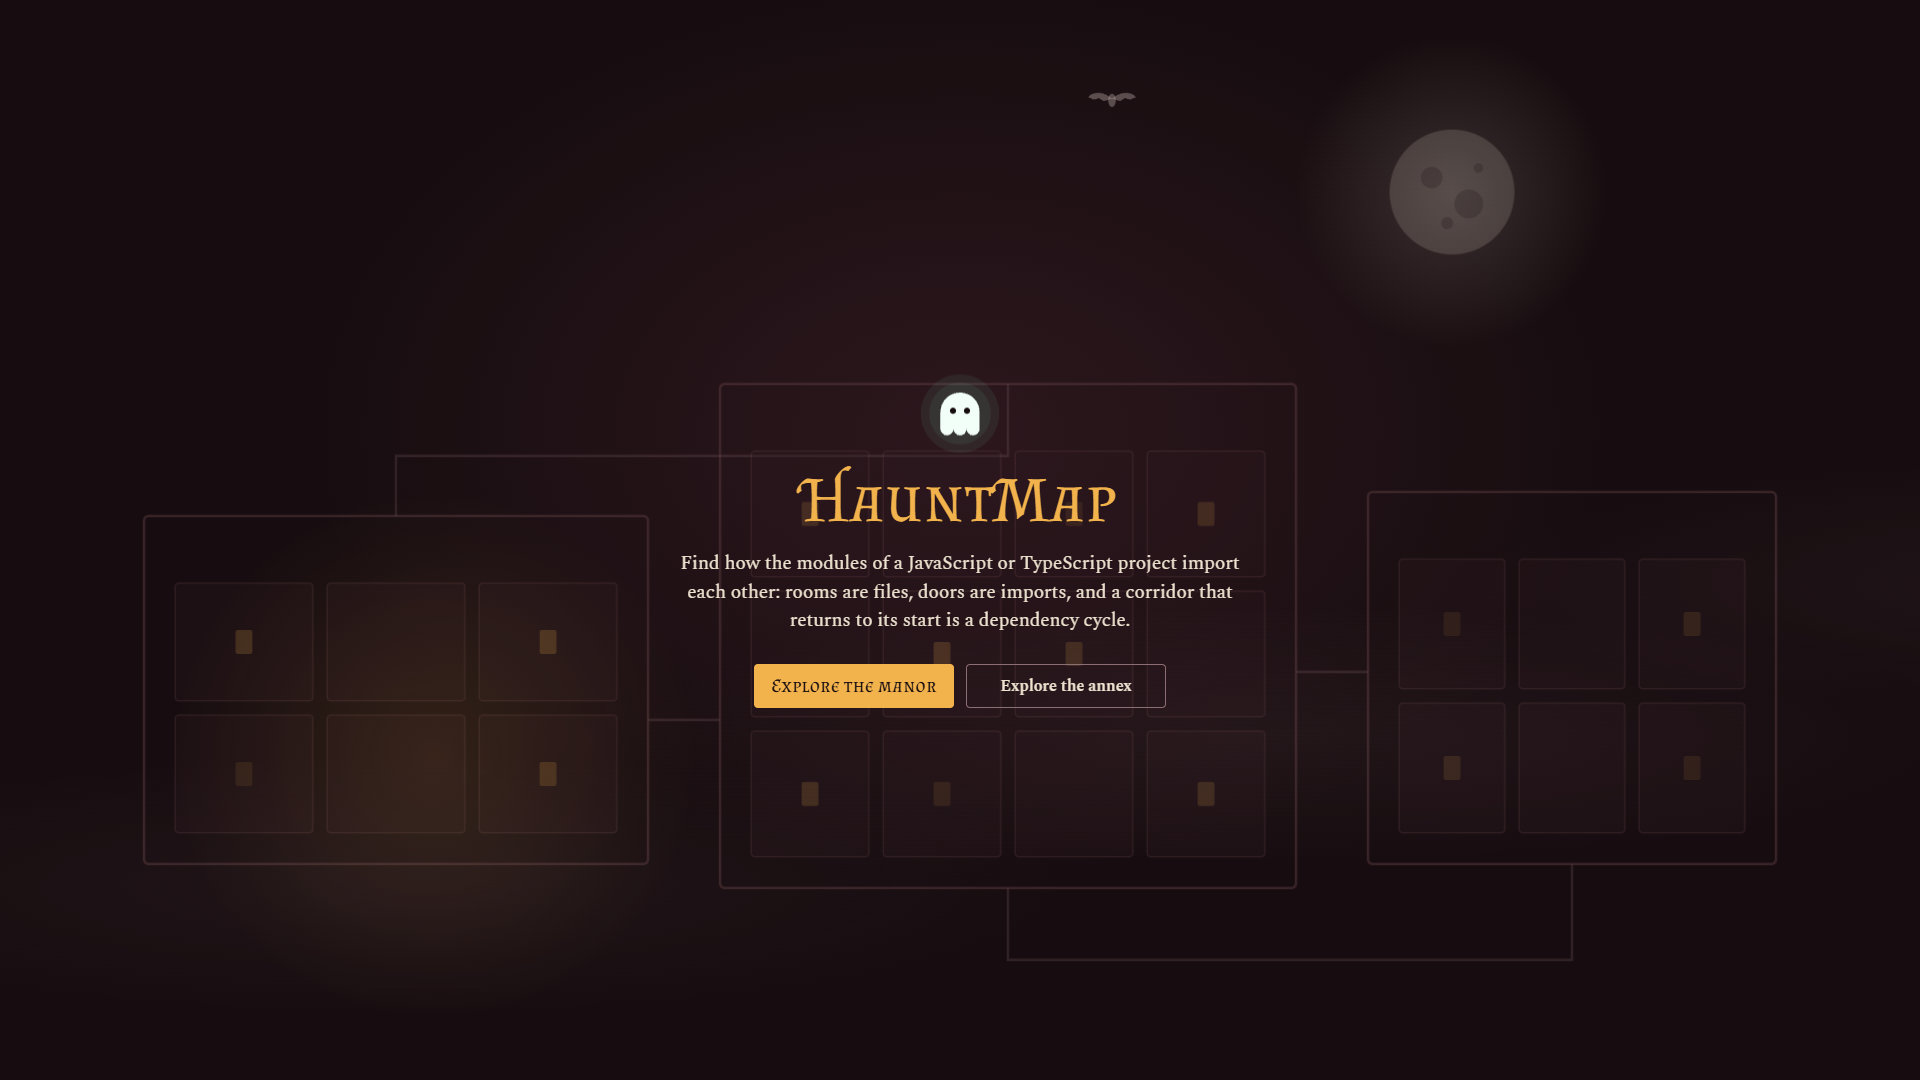 HauntMap
Find how the modules of a JavaScript or TypeScript project import
each other: rooms are files, doors are imports, and a corridor that
returns to its start is a dependency cycle.
Explore the manor
Explore the annex